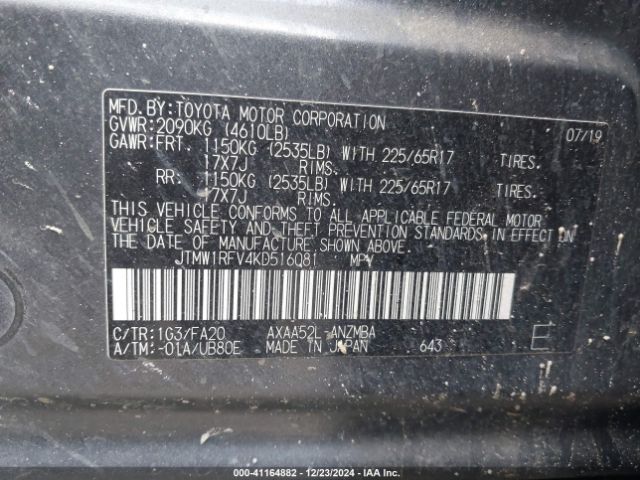 MFD.BY:TOYOTA MOTOR CORPORATION 07/19
GVWR:2090KG (4610LB)
GAWR:FRT. 1150KG (2535LB) WITH 225/65R17 TIRES.
17X7J RIMS.
RR: 1150KG (2535LB) WITH 225/65R17 TIRES.
17X7J RIMS.
THIS VEHICLE CONFORMS TO ALL APPLICABLE FEDERAL MOTOR
VEHICLE SAFETY AND BUMPER STANDARDS IN EFFECT ON
THE DATE OF MANUFACTURE SHOWN ABOVE.
JTMW1RFV4KD516081 MPV
C/TR:1G3/FA20 AXAA52L-ANZMBA E
A/TM:-01A/UB80E MADE IN JAPAN 643
000-41164882 - 12/23/2024 - IAA Inc.